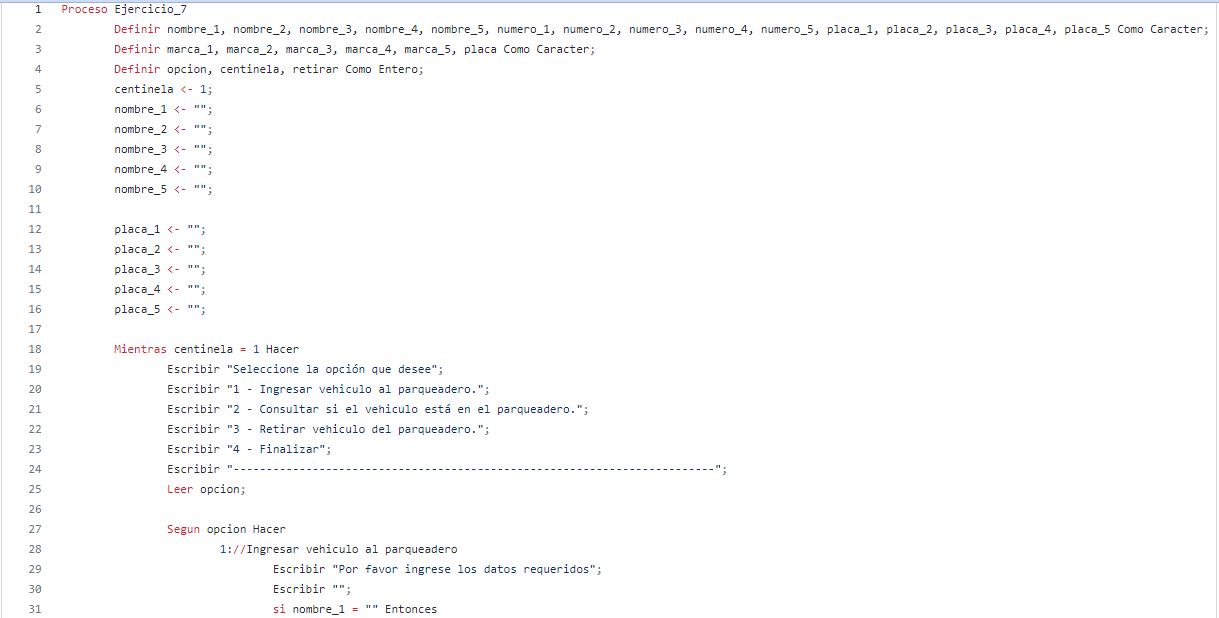 1 Proceso Ejercicio_7
2 Definir nombre_1, nombre_2, nombre_3, nombre_4, nombre_5, numero_1, numero_2, numero_3, numero_4, numero_5, placa_1, placa_2, placa_3, placa_4, placa_5 Como Caracter;
3 Definir marca_1, marca_2, marca_3, marca_4, marca_5, placa Como Caracter;
4 Definir opcion, centinela, retirar Como Entero;
5 centinela <- 1;
6 nombre_1 <- "";
7 nombre_2 <- "";
8 nombre_3 <- "";
9 nombre_4 <- "";
10 nombre_5 <- "";
11
12 placa_1 <- "";
13 placa_2 <- "";
14 placa_3 <- "";
15 placa_4 <- "";
16 placa_5 <- "";
17
18 Mientras centinela = 1 Hacer
19 Escribir "Seleccione la opción que desee";
20 Escribir "1 - Ingresar vehiculo al parqueadero.";
21 Escribir "2 - Consultar si el vehiculo está en el parqueadero.";
22 Escribir "3 - Retirar vehiculo del parqueadero.";
23 Escribir "4 - Finalizar";
24 Escribir "-------------------------------------------------------------------------";
25 Leer opcion;
26
27 Segun opcion Hacer
28 1://Ingresar vehiculo al parqueadero
29 Escribir "Por favor ingrese los datos requeridos";
30 Escribir "";
31 si nombre_1 = "" Entonces